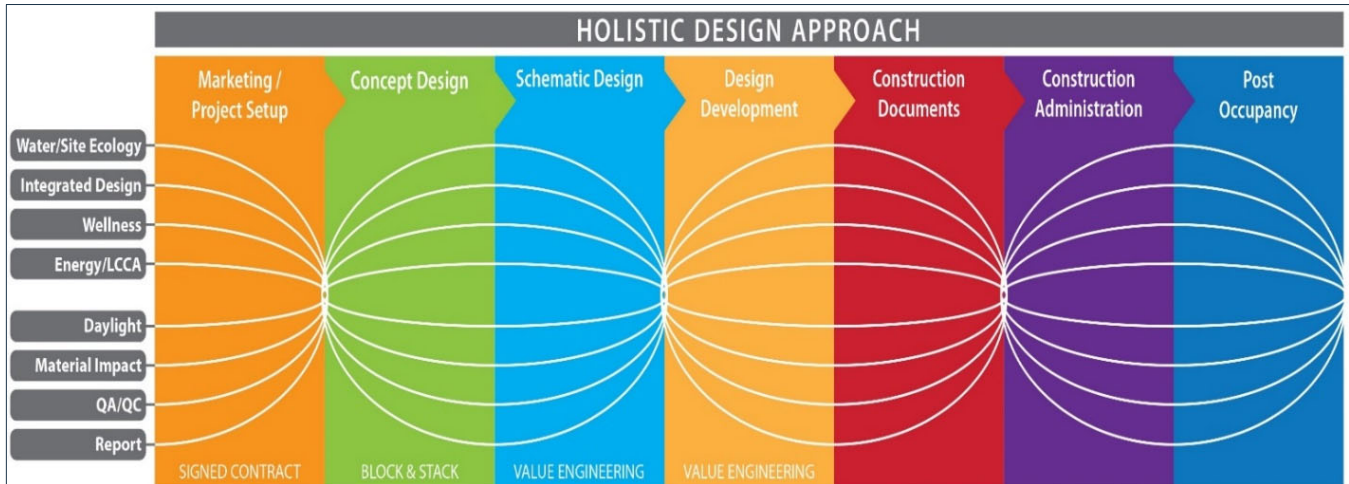 HOLISTIC DESIGN APPROACH
Marketing /
Project Setup
Concept Design
Schematic Design
Design
Development
Construction
Documents
Construction
Administration
Post
Occupancy
Water/Site Ecology
Integrated Design
Wellness
Energy/LCCA
Daylight
Material Impact
QA/QC
Report
SIGNED CONTRACT
BLOCK & STACK
VALUE ENGINEERING
VALUE ENGINEERING